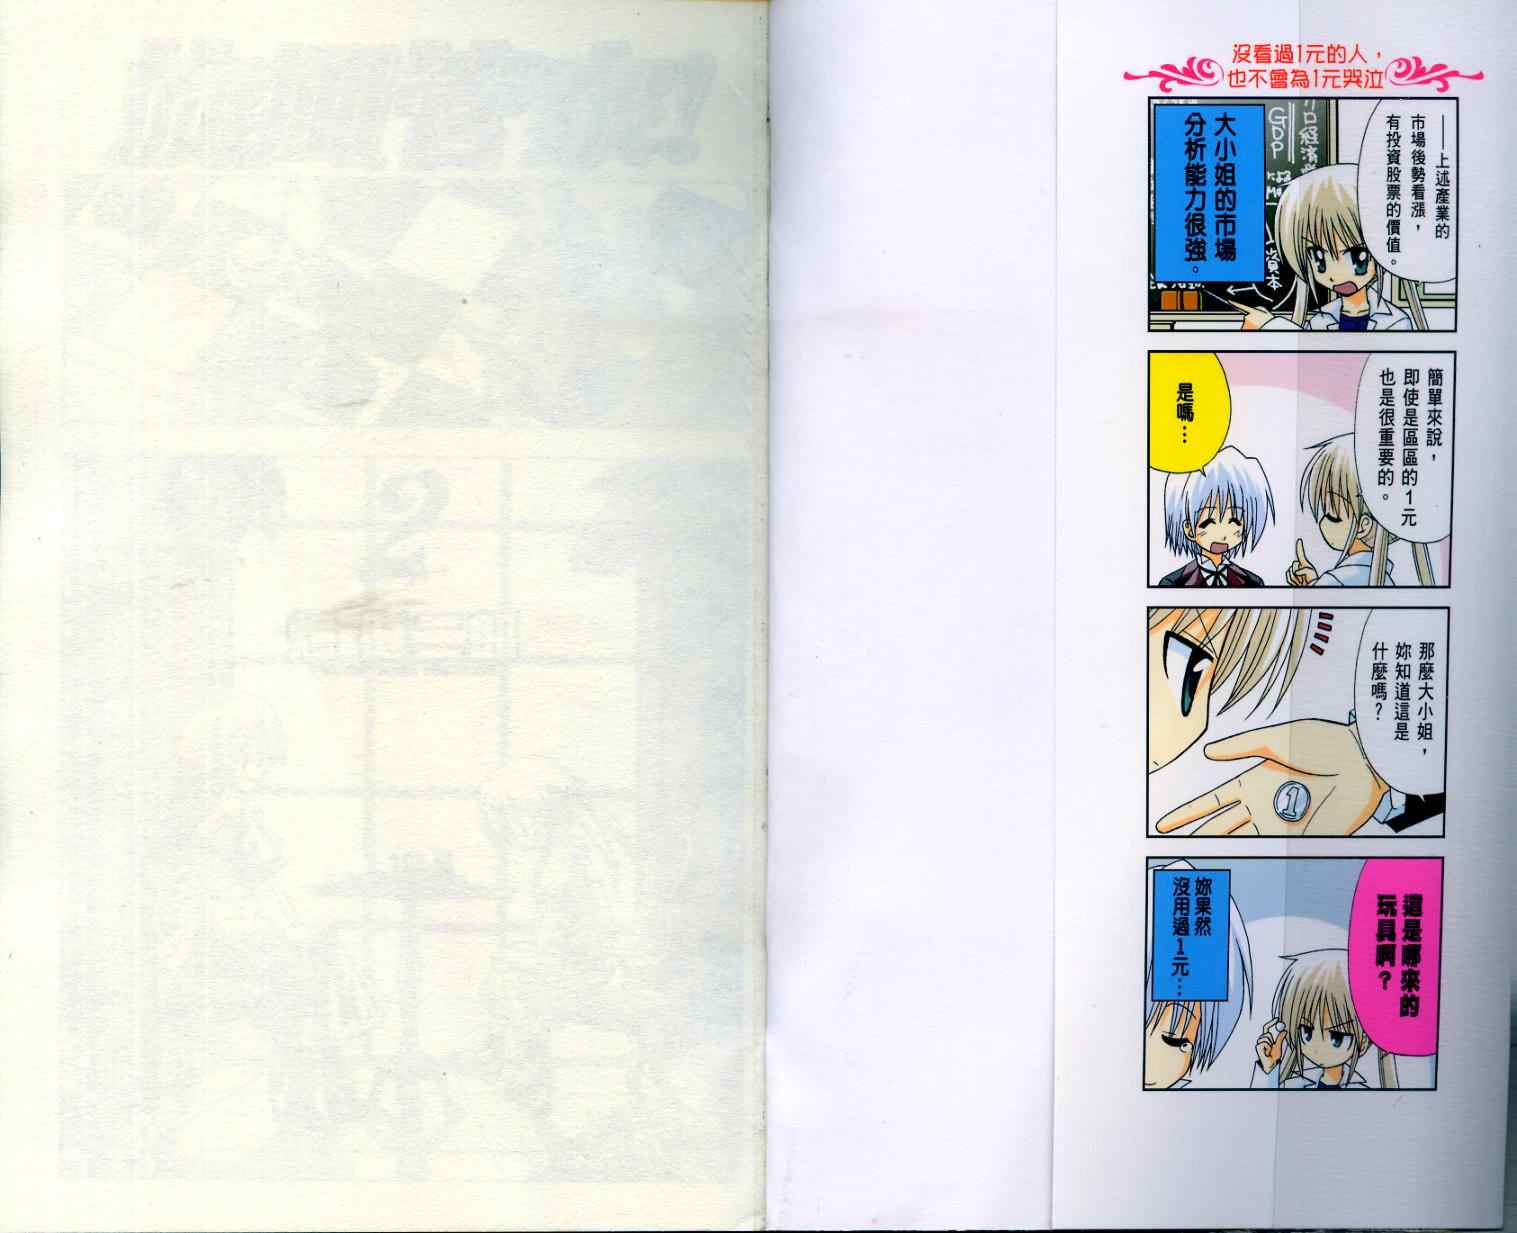 沒看過1元的人，
也不會為1元哭泣
——上述產業的
市場後勢看漲，
有投資股票的價值。
大小姐的市場
分析能力很強。
GDP
簡單來說，
即使是區區的1元
也是很重要的。
是嗎…
那麼大小姐，
妳知道這是
什麼嗎？
1
這是哪來的
玩具啊？
妳果然
沒用過1元…